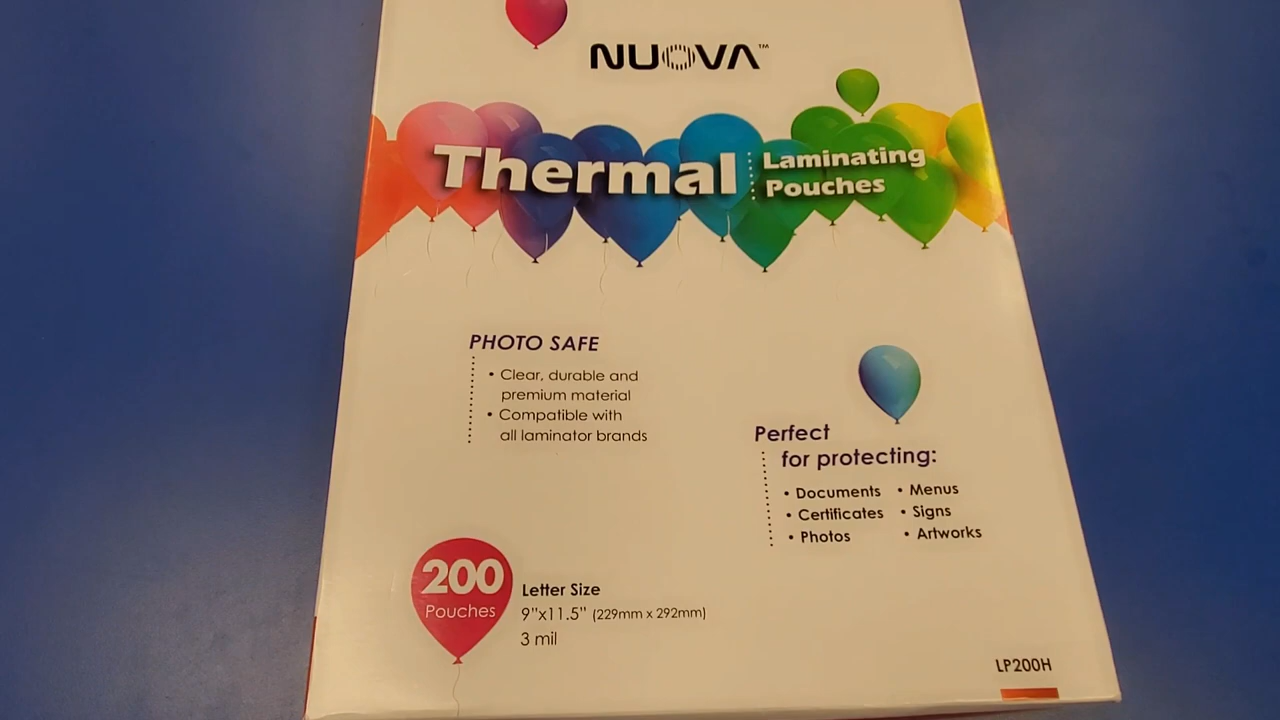 NUOVA™
Thermal
Laminating
Pouches
PHOTO SAFE
• Clear, durable and
premium material
• Compatible with
all laminator brands
Perfect
for protecting:
• Documents • Menus
• Certificates • Signs
• Photos • Artworks
200
Pouches
Letter Size
9"x11.5" (229mm x 292mm)
3 mil
LP200H